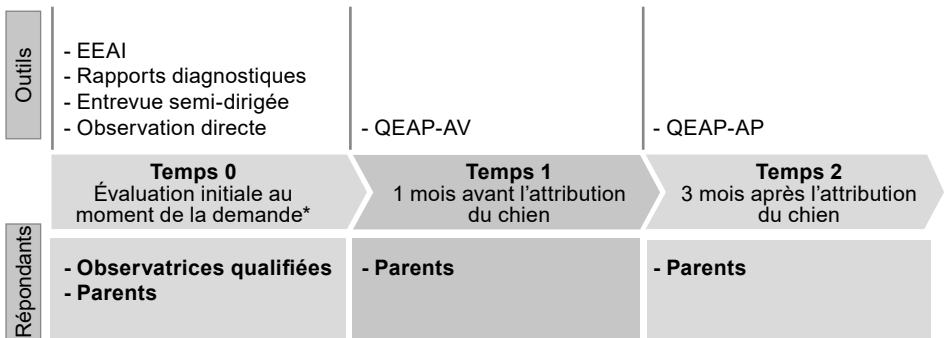 Outils
- EEAI
- Rapports diagnostiques
- Entrevue semi-dirigée
- Observation directe
- QEAP-AV
- QEAP-AP
Temps 0
Évaluation initiale au
moment de la demande*
Temps 1
1 mois avant l'attribution
du chien
Temps 2
3 mois après l'attribution
du chien
Répondants
- Observatrices qualifiées
- Parents
- Parents
- Parents